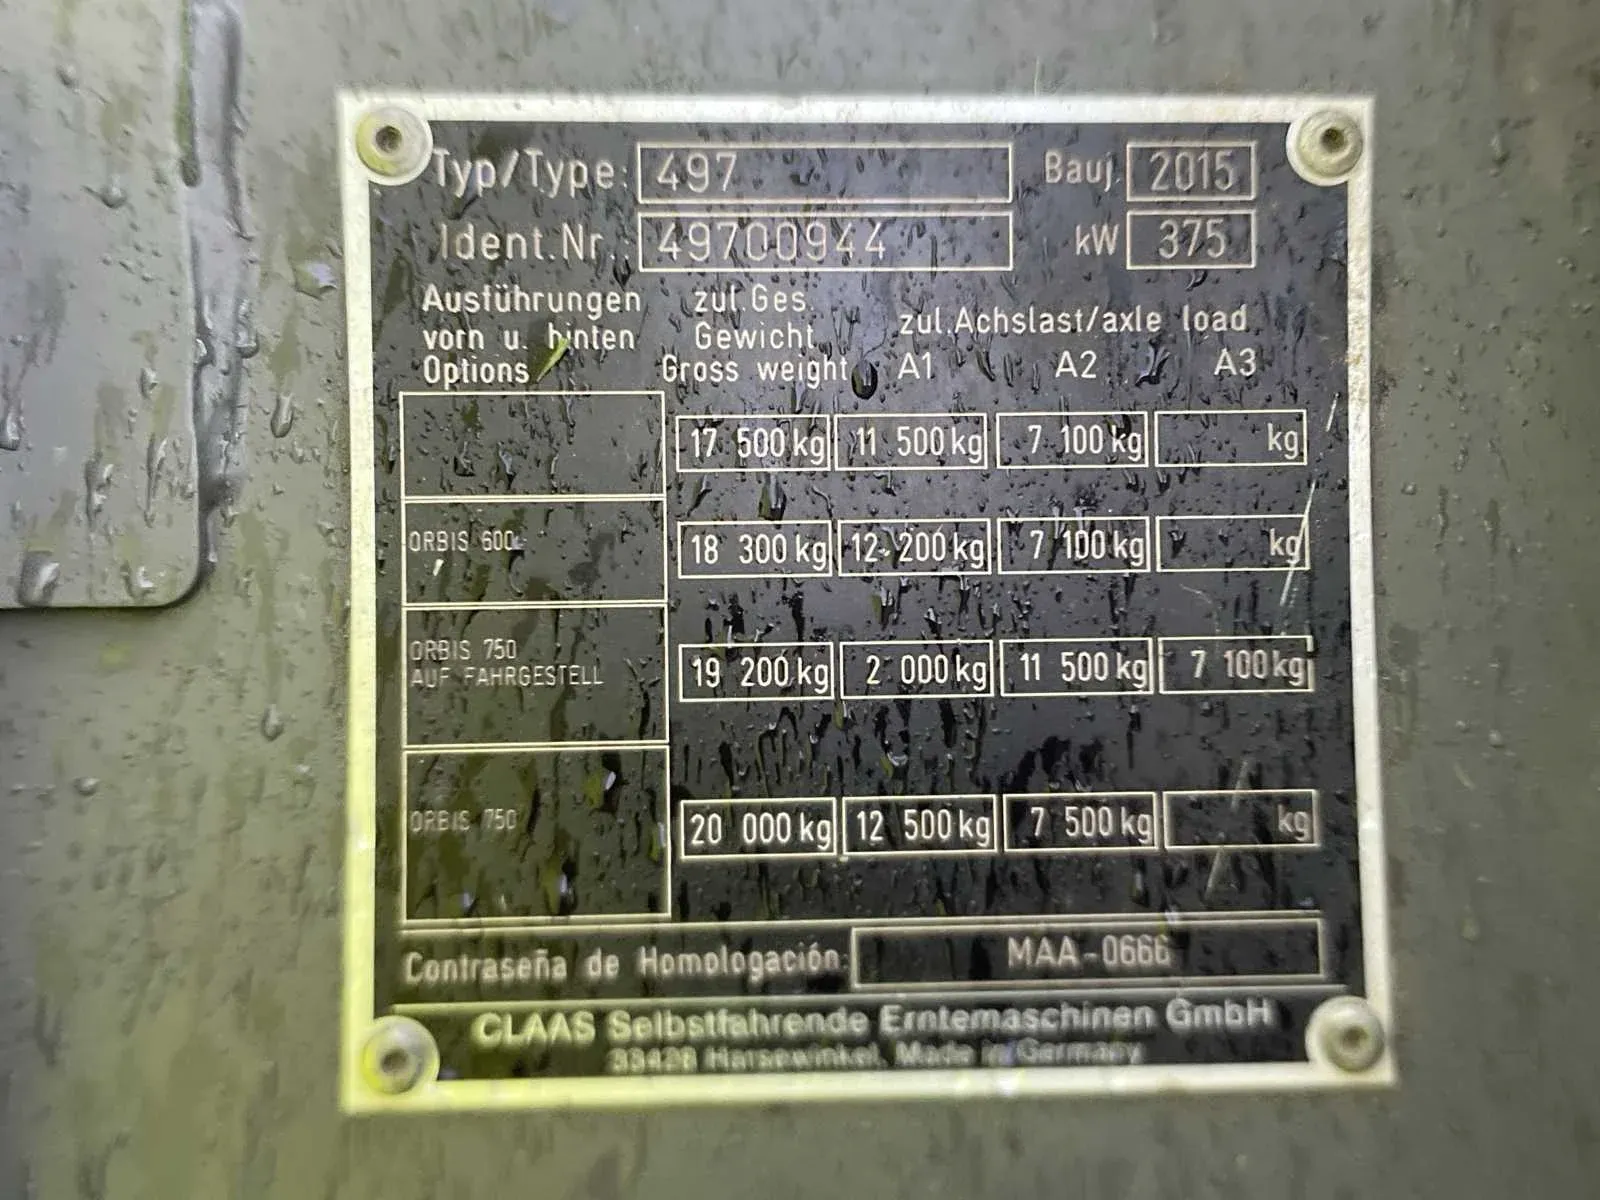 Typ/Type: 497 Bauj. 2015
Ident.Nr.: 49700944 kW 375
Ausführungen zul.Ges.
vorn u. hinten Gewicht zul.Achslast/axle load
Options Gross weight A1 A2 A3
17 500 kg 11 500 kg 7 100 kg kg
ORBIS 600 18 300 kg 12 200 kg 7 100 kg kg
ORBIS 750
AUF FAHRGESTELL 19 200 kg 2 000 kg 11 500 kg 7 100 kg
ORBIS 750 20 000 kg 12 500 kg 7 500 kg kg
Contraseña de Homologación: MAA-0666
CLAAS Selbstfahrende Erntemaschinen GmbH
33428 Harsewinkel, Made in Germany